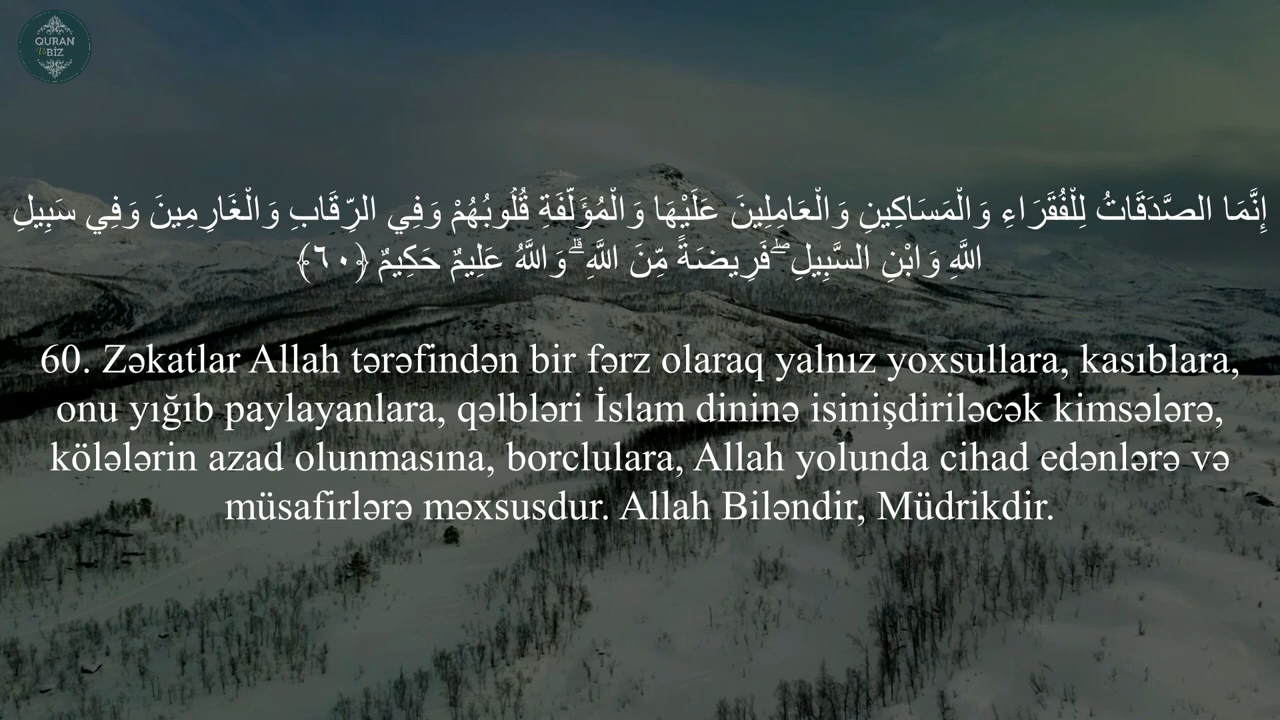 QURAN
Və BİZ
إِنَّمَا الصَّدَقَاتُ لِلْفُقَرَاءِ وَالْمَسَاكِينِ وَالْعَامِلِينَ عَلَيْهَا وَالْمُؤَلَّفَةِ قُلُوبُهُمْ وَفِي الرِّقَابِ وَالْغَارِمِينَ وَفِي سَبِيلِ
اللَّهِ وَابْنِ السَّبِيلِ ۖ فَرِيضَةً مِّنَ اللَّهِ ۗ وَاللَّهُ عَلِيمٌ حَكِيمٌ ﴿٦٠﴾
60. Zəkatlar Allah tərəfindən bir fərz olaraq yalnız yoxsullara, kasıblara,
onu yığıb paylayanlara, qəlbləri İslam dininə isinişdiriləcək kimsələrə,
kölələrin azad olunmasına, borclulara, Allah yolunda cihad edənlərə və
müsafirlərə məxsusdur. Allah Biləndir, Müdrikdir.